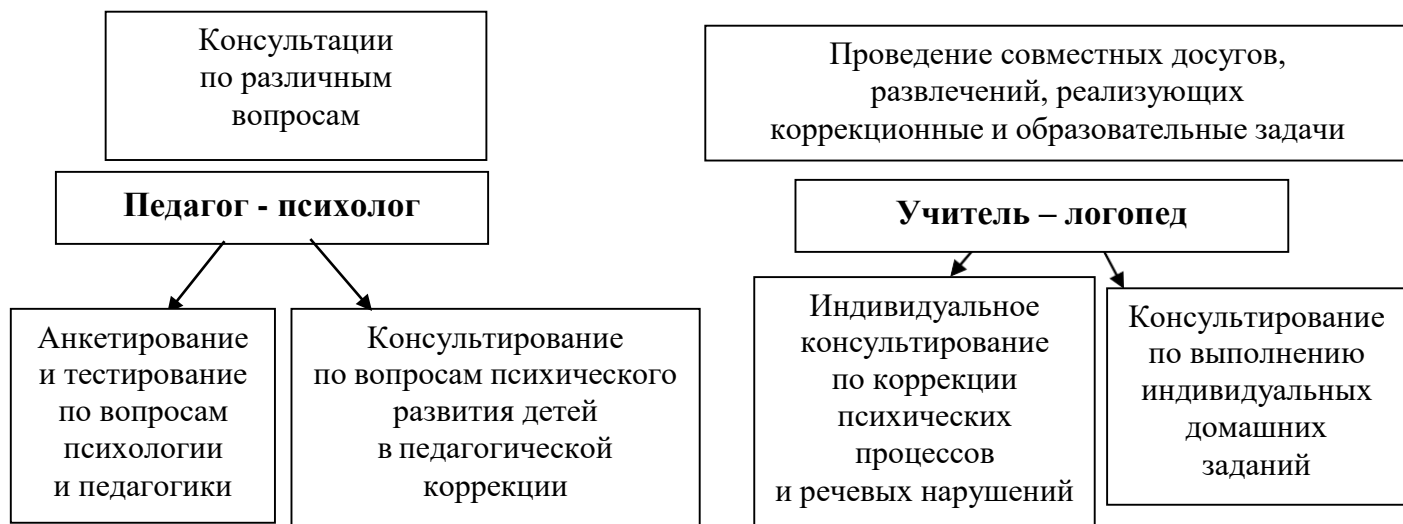 Консультации
по различным
вопросам
Проведение совместных досугов,
развлечений, реализующих
коррекционные и образовательные задачи
Педагог - психолог
Учитель – логопед
Анкетирование
и тестирование
по вопросам
психологии
и педагогики
Консультирование
по вопросам психического
развития детей
в педагогической
коррекции
Индивидуальное
консультирование
по коррекции
психических
процессов
и речевых нарушений
Консультирование
по выполнению
индивидуальных
домашних
заданий